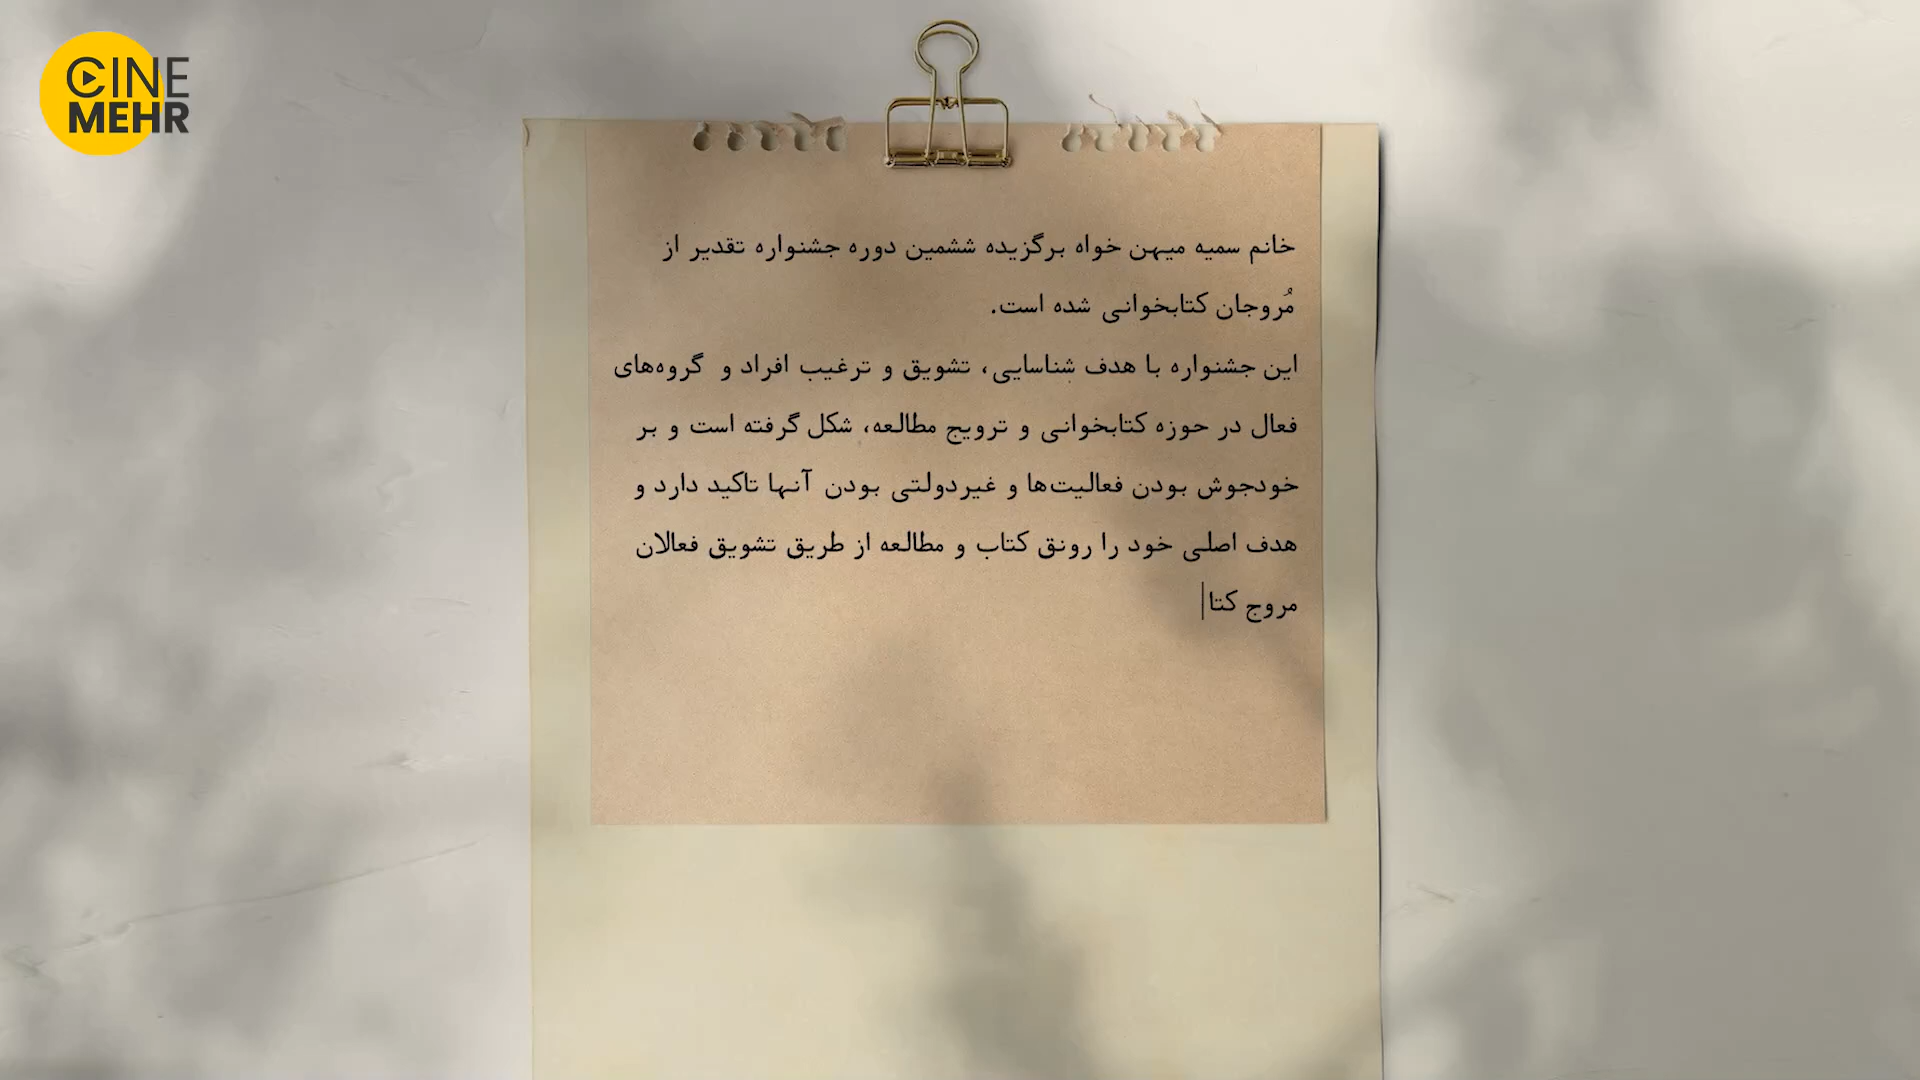 CINE
MEHR
خانم سمیه میهن خواه برگزیده ششمین دوره جشنواره تقدیر از
مُروجان کتابخوانی شده است.
این جشنواره با هدف شناسایی، تشویق و ترغیب افراد و گروه‌های
فعال در حوزه کتابخوانی و ترویج مطالعه، شکل گرفته است و بر
خودجوش بودن فعالیت‌ها و غیردولتی بودن آنها تاکید دارد و
هدف اصلی خود را رونق کتاب و مطالعه از طریق تشویق فعالان
مروج کتا